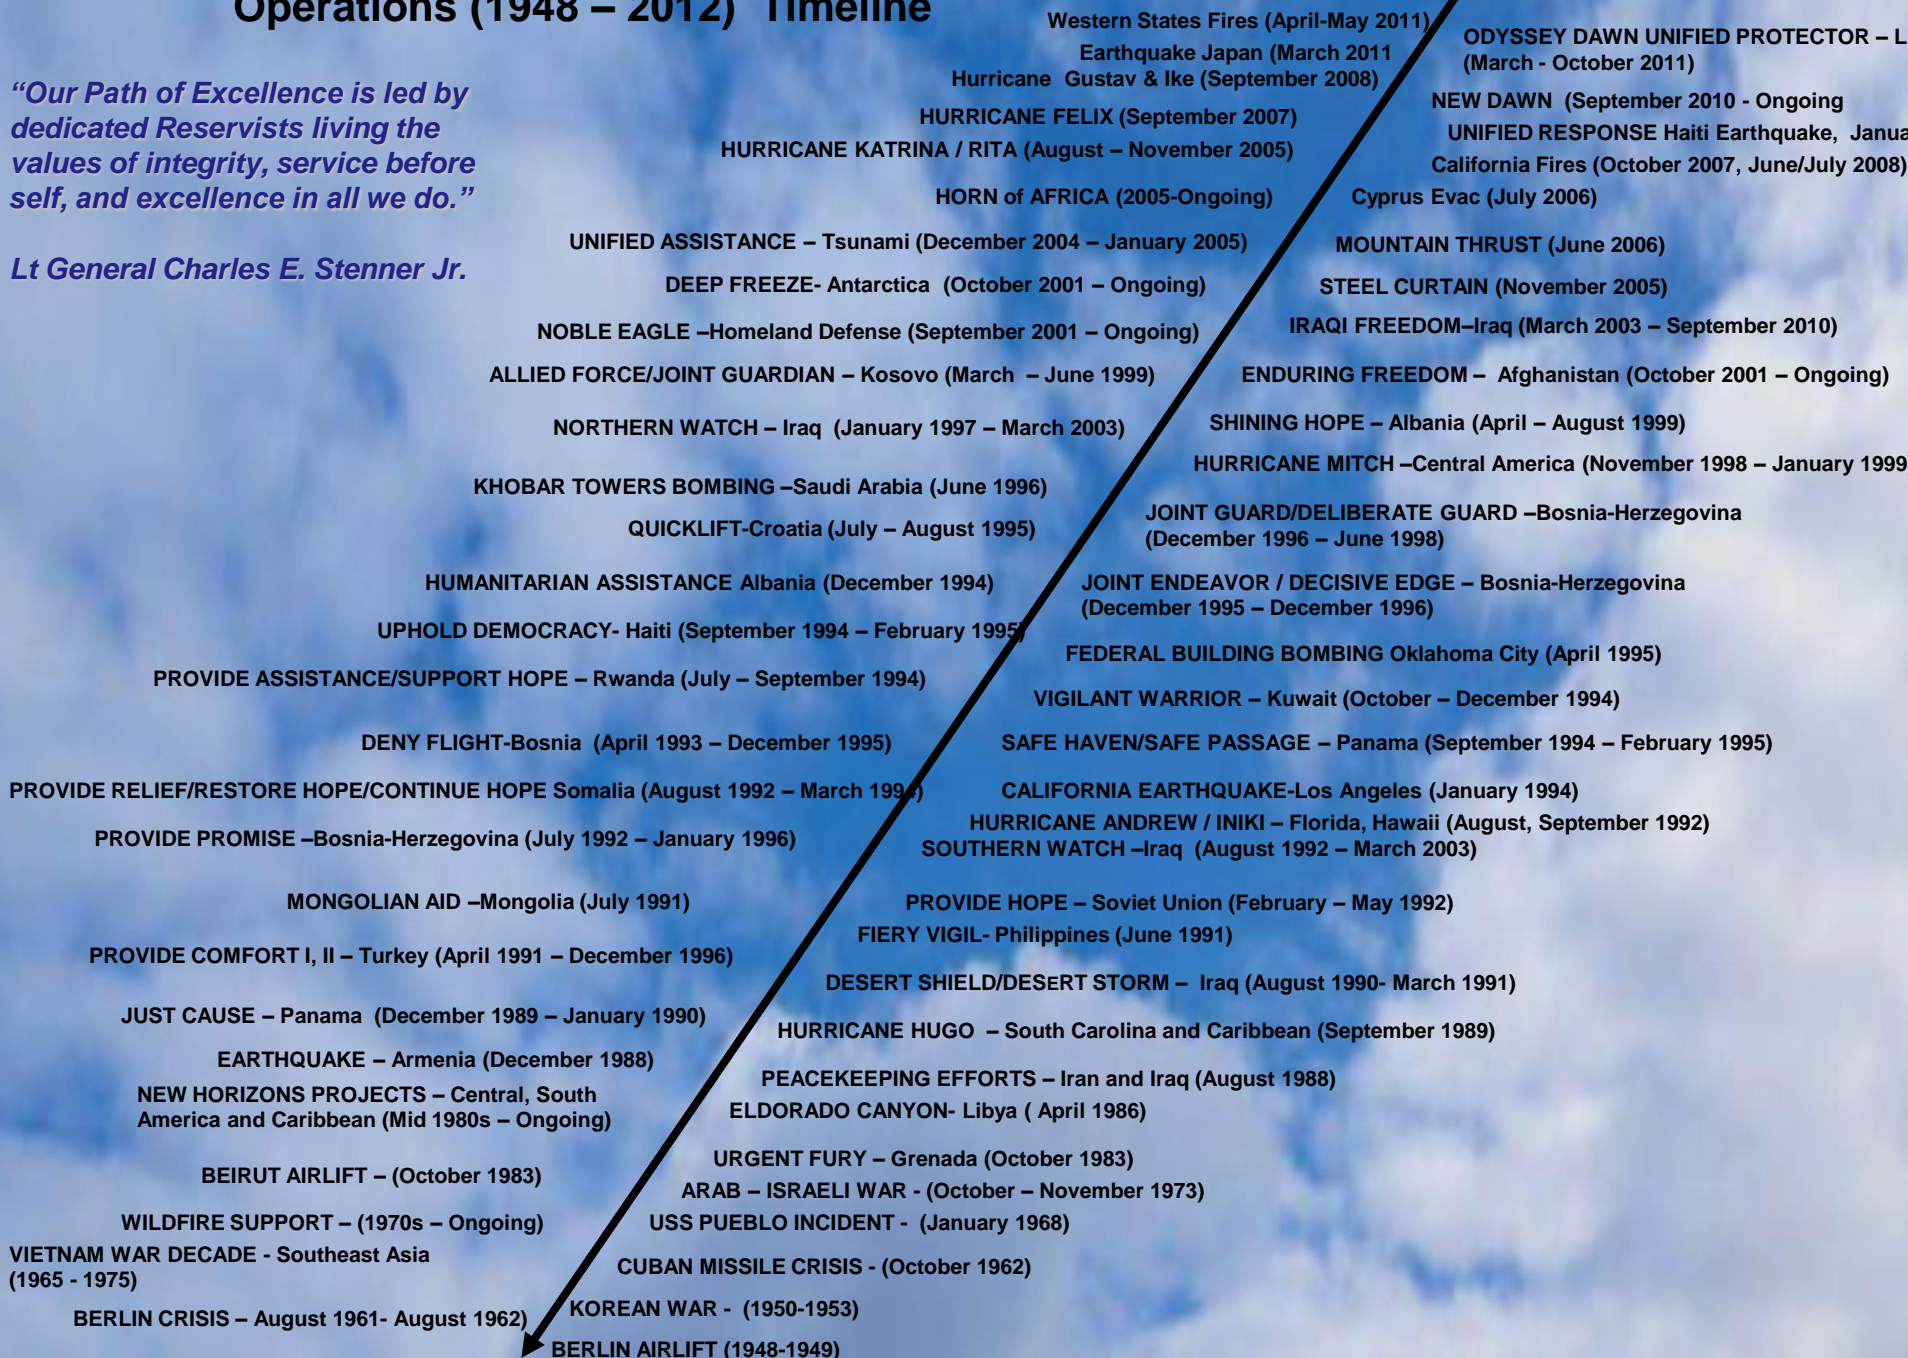 Operations (1948 – 2012) Timeline
“Our Path of Excellence is led by
dedicated Reservists living the
values of integrity, service before
self, and excellence in all we do.”
Lt General Charles E. Stenner Jr.
Western States Fires (April-May 2011)
Earthquake Japan (March 2011
Hurricane Gustav & Ike (September 2008)
HURRICANE FELIX (September 2007)
HURRICANE KATRINA / RITA (August – November 2005)
HORN of AFRICA (2005-Ongoing)
UNIFIED ASSISTANCE – Tsunami (December 2004 – January 2005)
DEEP FREEZE- Antarctica (October 2001 – Ongoing)
NOBLE EAGLE –Homeland Defense (September 2001 – Ongoing)
ALLIED FORCE/JOINT GUARDIAN – Kosovo (March – June 1999)
NORTHERN WATCH – Iraq (January 1997 – March 2003)
KHOBAR TOWERS BOMBING –Saudi Arabia (June 1996)
QUICKLIFT-Croatia (July – August 1995)
HUMANITARIAN ASSISTANCE Albania (December 1994)
UPHOLD DEMOCRACY- Haiti (September 1994 – February 1995)
PROVIDE ASSISTANCE/SUPPORT HOPE – Rwanda (July – September 1994)
DENY FLIGHT-Bosnia (April 1993 – December 1995)
PROVIDE RELIEF/RESTORE HOPE/CONTINUE HOPE Somalia (August 1992 – March 1994)
PROVIDE PROMISE –Bosnia-Herzegovina (July 1992 – January 1996)
MONGOLIAN AID –Mongolia (July 1991)
PROVIDE COMFORT I, II – Turkey (April 1991 – December 1996)
JUST CAUSE – Panama (December 1989 – January 1990)
EARTHQUAKE – Armenia (December 1988)
NEW HORIZONS PROJECTS – Central, South
America and Caribbean (Mid 1980s – Ongoing)
BEIRUT AIRLIFT – (October 1983)
WILDFIRE SUPPORT – (1970s – Ongoing)
VIETNAM WAR DECADE - Southeast Asia
(1965 - 1975)
BERLIN CRISIS – August 1961- August 1962)
ODYSSEY DAWN UNIFIED PROTECTOR – L
(March - October 2011)
NEW DAWN (September 2010 - Ongoing
UNIFIED RESPONSE Haiti Earthquake, Janua
California Fires (October 2007, June/July 2008)
Cyprus Evac (July 2006)
MOUNTAIN THRUST (June 2006)
STEEL CURTAIN (November 2005)
IRAQI FREEDOM–Iraq (March 2003 – September 2010)
ENDURING FREEDOM – Afghanistan (October 2001 – Ongoing)
SHINING HOPE – Albania (April – August 1999)
HURRICANE MITCH –Central America (November 1998 – January 1999
JOINT GUARD/DELIBERATE GUARD –Bosnia-Herzegovina
(December 1996 – June 1998)
JOINT ENDEAVOR / DECISIVE EDGE – Bosnia-Herzegovina
(December 1995 – December 1996)
FEDERAL BUILDING BOMBING Oklahoma City (April 1995)
VIGILANT WARRIOR – Kuwait (October – December 1994)
SAFE HAVEN/SAFE PASSAGE – Panama (September 1994 – February 1995)
CALIFORNIA EARTHQUAKE-Los Angeles (January 1994)
HURRICANE ANDREW / INIKI – Florida, Hawaii (August, September 1992)
SOUTHERN WATCH –Iraq (August 1992 – March 2003)
PROVIDE HOPE – Soviet Union (February – May 1992)
FIERY VIGIL- Philippines (June 1991)
DESERT SHIELD/DESERT STORM – Iraq (August 1990- March 1991)
HURRICANE HUGO – South Carolina and Caribbean (September 1989)
PEACEKEEPING EFFORTS – Iran and Iraq (August 1988)
ELDORADO CANYON- Libya ( April 1986)
URGENT FURY – Grenada (October 1983)
ARAB – ISRAELI WAR - (October – November 1973)
USS PUEBLO INCIDENT - (January 1968)
CUBAN MISSILE CRISIS - (October 1962)
KOREAN WAR - (1950-1953)
BERLIN AIRLIFT (1948-1949)